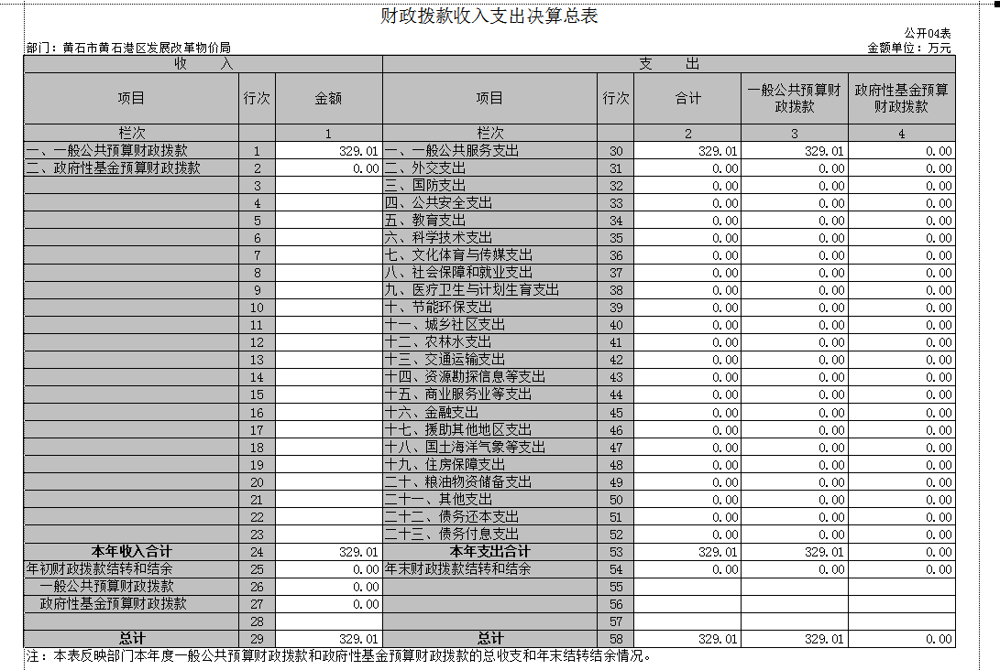 财政拨款收入支出决算总表
公开04表
部门：黄石市黄石港区发展改革物价局 金额单位：万元
收 入 支 出
项目 行次 金额 项目 行次 合计 一般公共预算财政拨款 政府性基金预算财政拨款
栏次 1 栏次 2 3 4
一、一般公共预算财政拨款 1 329.01 一、一般公共服务支出 30 329.01 329.01 0.00
二、政府性基金预算财政拨款 2 0.00 二、外交支出 31 0.00 0.00 0.00
3 三、国防支出 32 0.00 0.00 0.00
4 四、公共安全支出 33 0.00 0.00 0.00
5 五、教育支出 34 0.00 0.00 0.00
6 六、科学技术支出 35 0.00 0.00 0.00
7 七、文化体育与传媒支出 36 0.00 0.00 0.00
8 八、社会保障和就业支出 37 0.00 0.00 0.00
9 九、医疗卫生与计划生育支出 38 0.00 0.00 0.00
10 十、节能环保支出 39 0.00 0.00 0.00
11 十一、城乡社区支出 40 0.00 0.00 0.00
12 十二、农林水支出 41 0.00 0.00 0.00
13 十三、交通运输支出 42 0.00 0.00 0.00
14 十四、资源勘探信息等支出 43 0.00 0.00 0.00
15 十五、商业服务业等支出 44 0.00 0.00 0.00
16 十六、金融支出 45 0.00 0.00 0.00
17 十七、援助其他地区支出 46 0.00 0.00 0.00
18 十八、国土海洋气象等支出 47 0.00 0.00 0.00
19 十九、住房保障支出 48 0.00 0.00 0.00
20 二十、粮油物资储备支出 49 0.00 0.00 0.00
21 二十一、其他支出 50 0.00 0.00 0.00
22 二十二、债务还本支出 51 0.00 0.00 0.00
23 二十三、债务付息支出 52 0.00 0.00 0.00
本年收入合计 24 329.01 本年支出合计 53 329.01 329.01 0.00
年初财政拨款结转和结余 25 0.00 年末财政拨款结转和结余 54 0.00 0.00 0.00
一般公共预算财政拨款 26 0.00 55
政府性基金预算财政拨款 27 0.00 56
28 57
总计 29 329.01 总计 58 329.01 329.01 0.00
注：本表反映部门本年度一般公共预算财政拨款和政府性基金预算财政拨款的总收支和年末结转结余情况。